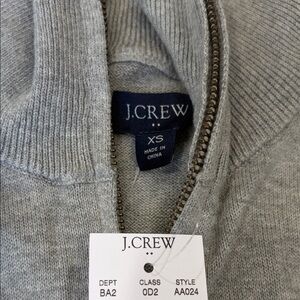 J.CREW
XS
MADE IN
CHINA
J.CREW
DEPT CLASS STYLE
BA2 0D2 AA024